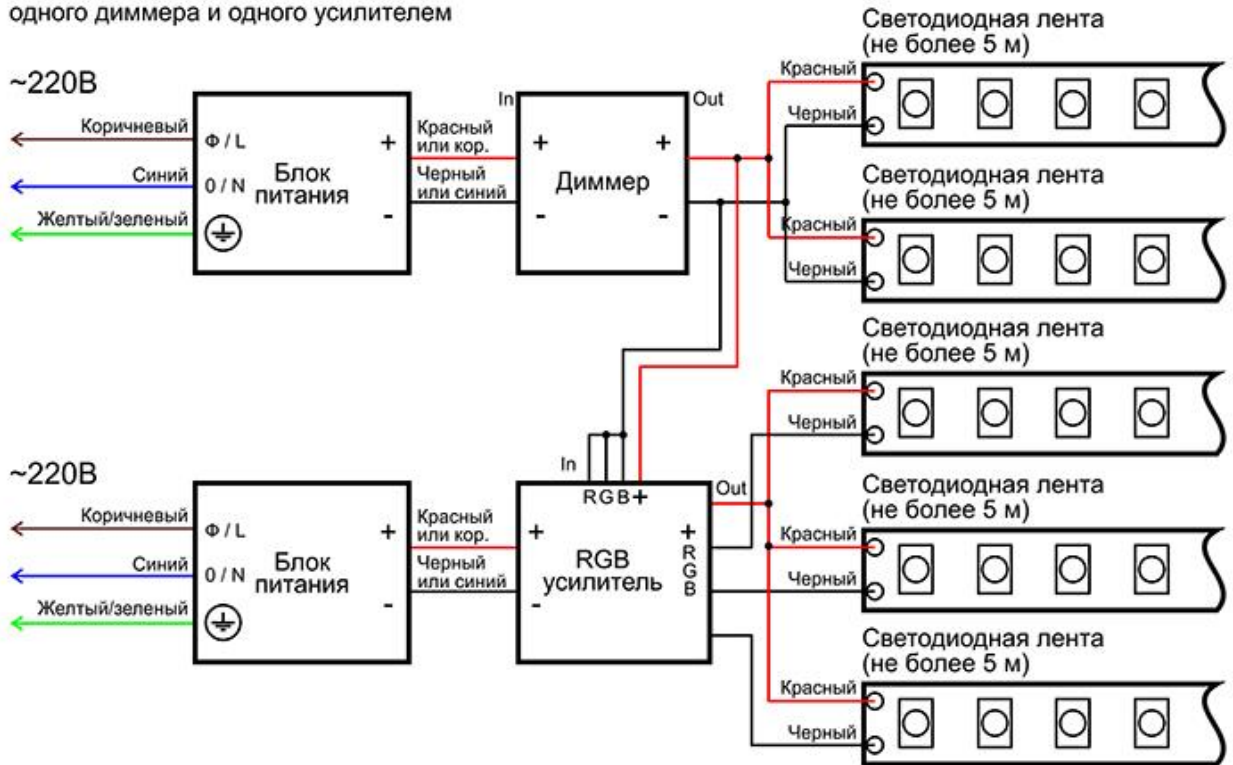 одного диммера и одного усилителем
~220В
Коричневый
Синий
Желтый/зеленый
Ф / L
0 / N
Блок
питания
+
-
Красный
или кор.
Черный
или синий
In
Out
+
-
Диммер
+
-
Светодиодная лента
(не более 5 м)
Красный
Черный
Светодиодная лента
(не более 5 м)
Красный
Черный
Светодиодная лента
(не более 5 м)
Красный
Черный
~220В
Коричневый
Синий
Желтый/зеленый
Ф / L
0 / N
Блок
питания
+
-
Красный
или кор.
Черный
или синий
In
R G B +
Out
+
-
RGB
усилитель
+
R
G
B
Светодиодная лента
(не более 5 м)
Красный
Черный
Светодиодная лента
(не более 5 м)
Красный
Черный